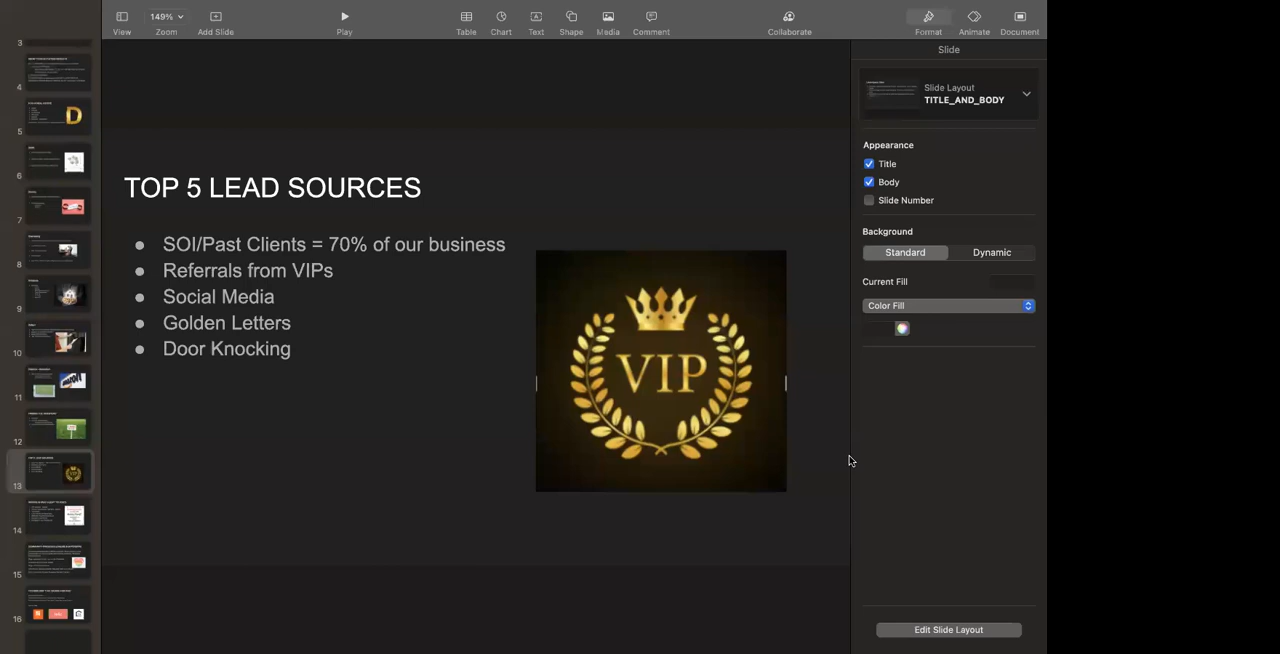 149%
View
Zoom
Add Slide
Play
Table
Chart
Text
Shape
Media
Comment
Collaborate
Format
Animate
Document
3
4
5
6
7
8
9
10
11
12
13
14
15
16
TOP 5 LEAD SOURCES
● SOI/Past Clients = 70% of our business
● Referrals from VIPs
● Social Media
● Golden Letters
● Door Knocking
VIP
Slide
Slide Layout
TITLE_AND_BODY
Appearance
Title
Body
Slide Number
Background
Standard
Dynamic
Current Fill
Color Fill
Edit Slide Layout